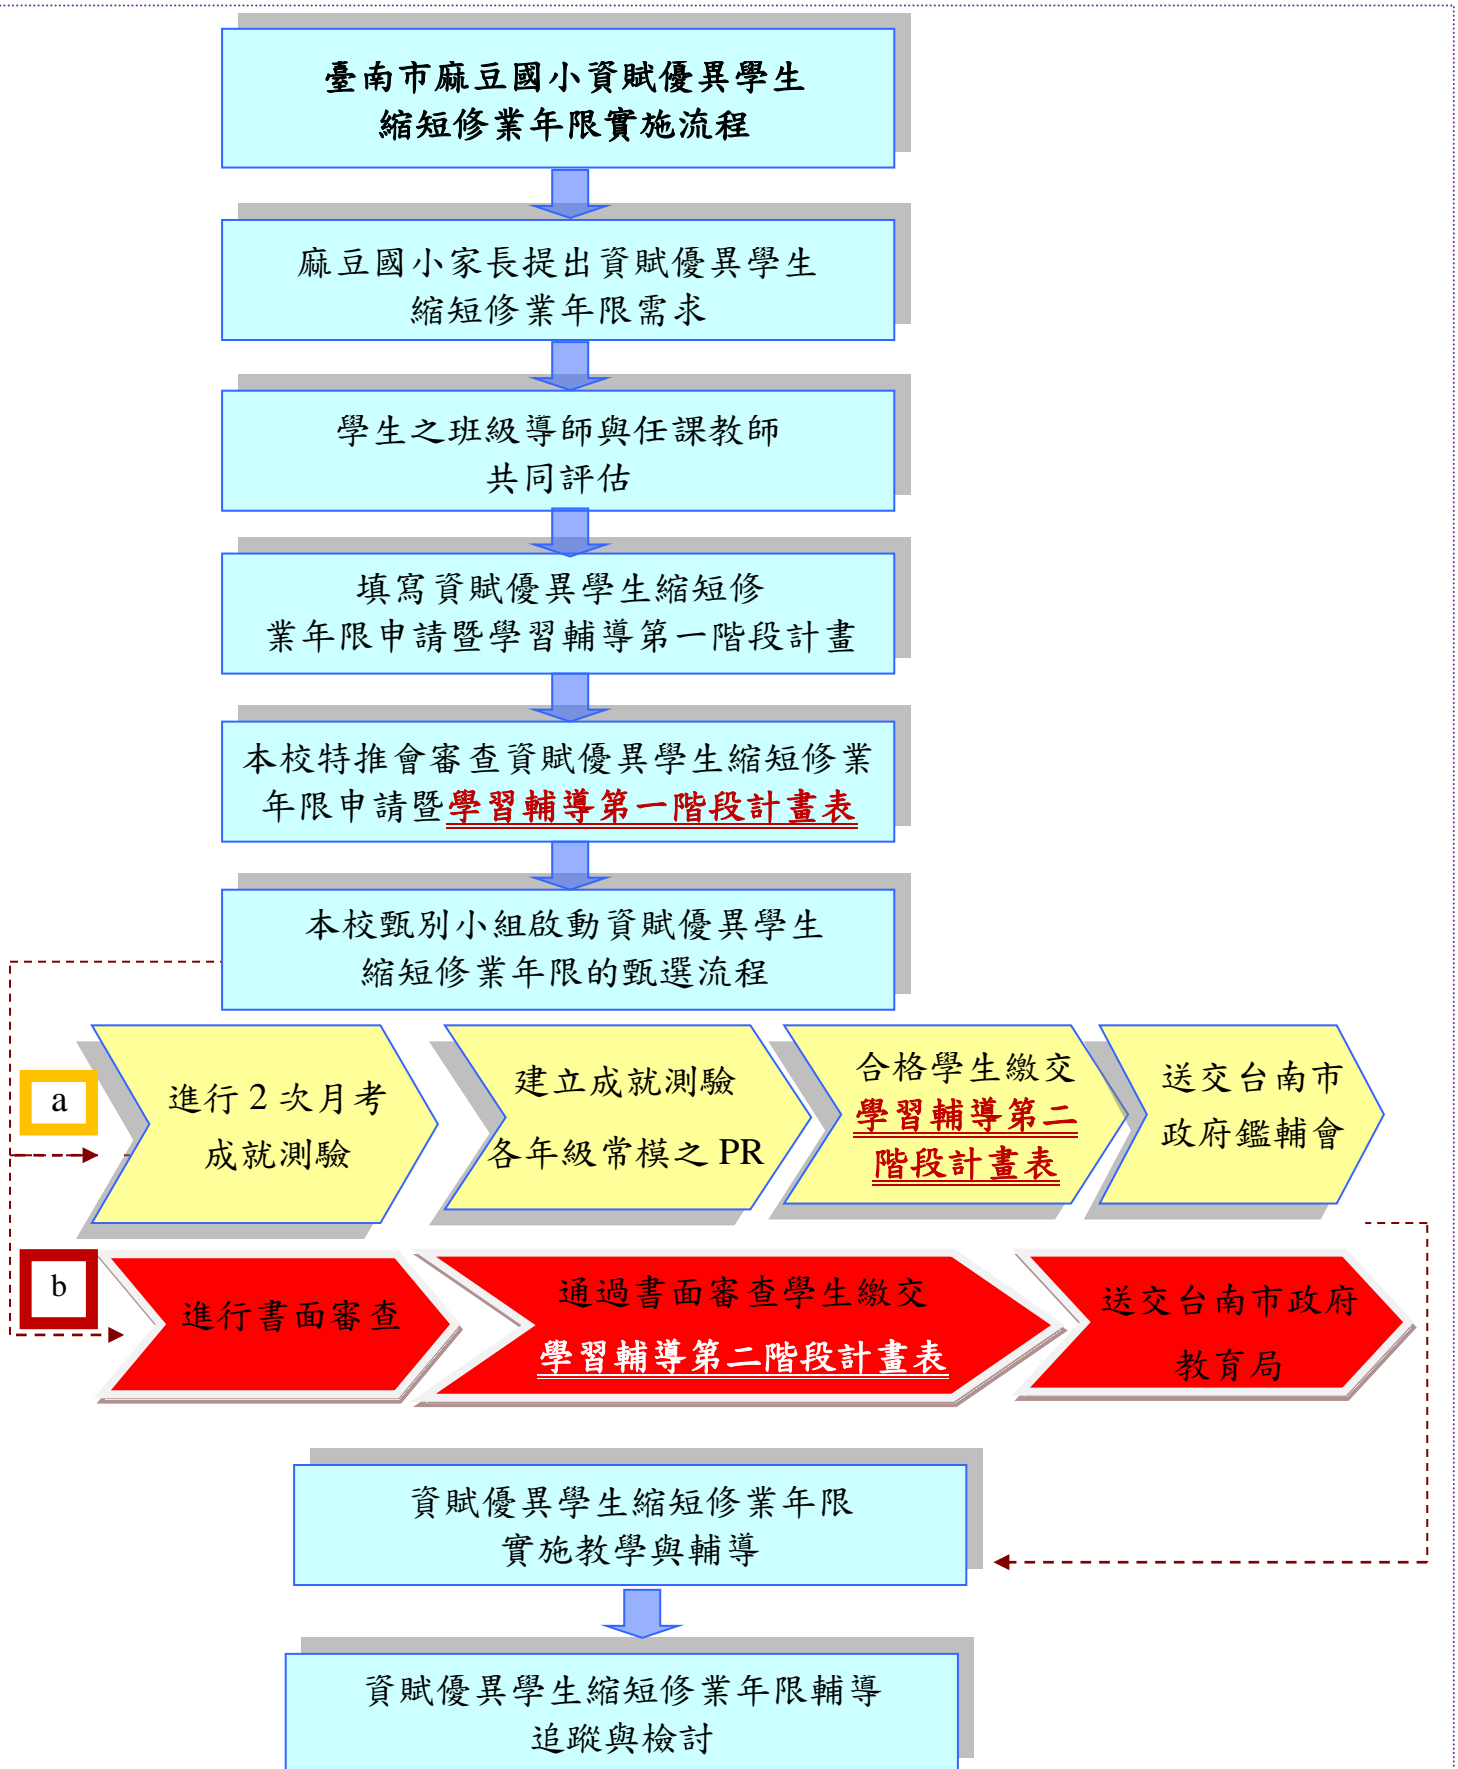 臺南市麻豆國小資賦優異學生
縮短修業年限實施流程
麻豆國小家長提出資賦優異學生
縮短修業年限需求
學生之班級導師與任課教師
共同評估
填寫資賦優異學生縮短修
業年限申請暨學習輔導第一階段計畫
本校特推會審查資賦優異學生縮短修業
年限申請暨學習輔導第一階段計畫表
本校甄別小組啟動資賦優異學生
縮短修業年限的甄選流程
a
進行 2 次月考
成就測驗
建立成就測驗
各年級常模之 PR
合格學生繳交
學習輔導第二
階段計畫表
送交台南市
政府鑑輔會
b
進行書面審查
通過書面審查學生繳交
學習輔導第二階段計畫表
送交台南市政府
教育局
資賦優異學生縮短修業年限
實施教學與輔導
資賦優異學生縮短修業年限輔導
追蹤與檢討